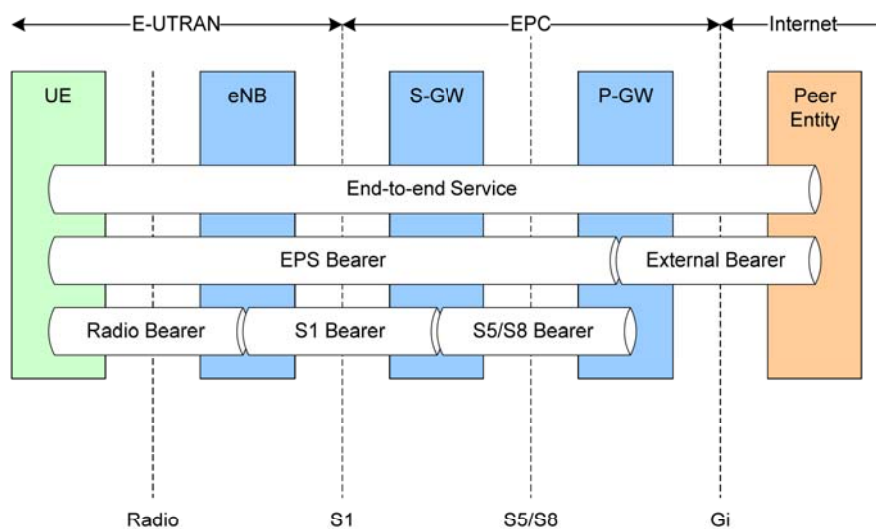 E-UTRAN EPC Internet
UE eNB S-GW P-GW Peer
Entity
End-to-end Service
EPS Bearer External Bearer
Radio Bearer S1 Bearer S5/S8 Bearer
Radio S1 S5/S8 Gi